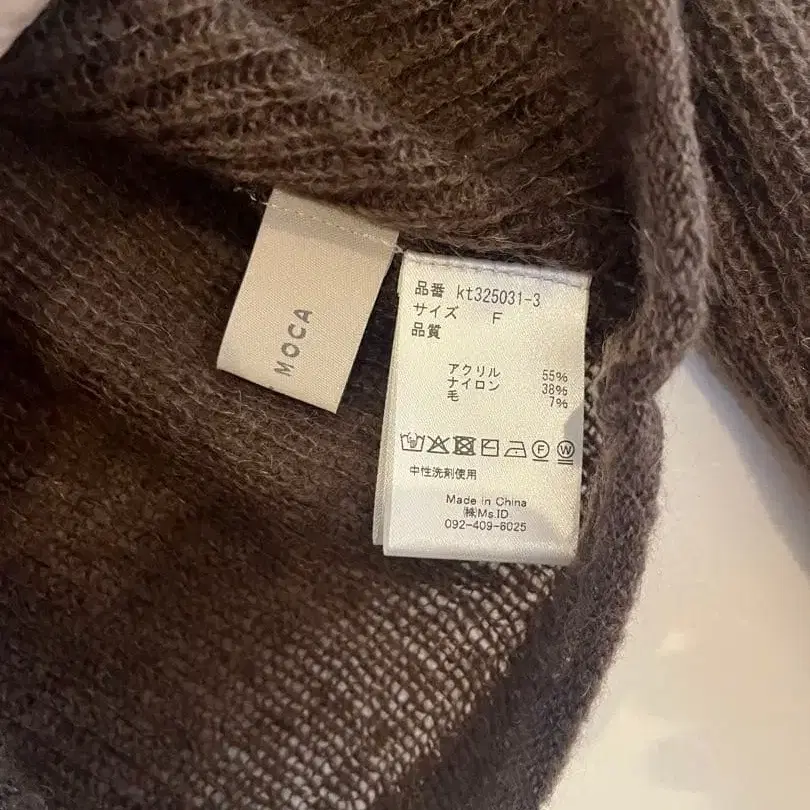 MOCA
品番 kt325031-3
サイズ F
品質
アクリル 55%
ナイロン 38%
毛 7%
F W
中性洗剤使用
Made in China
㈱Ms.ID
092-409-6025